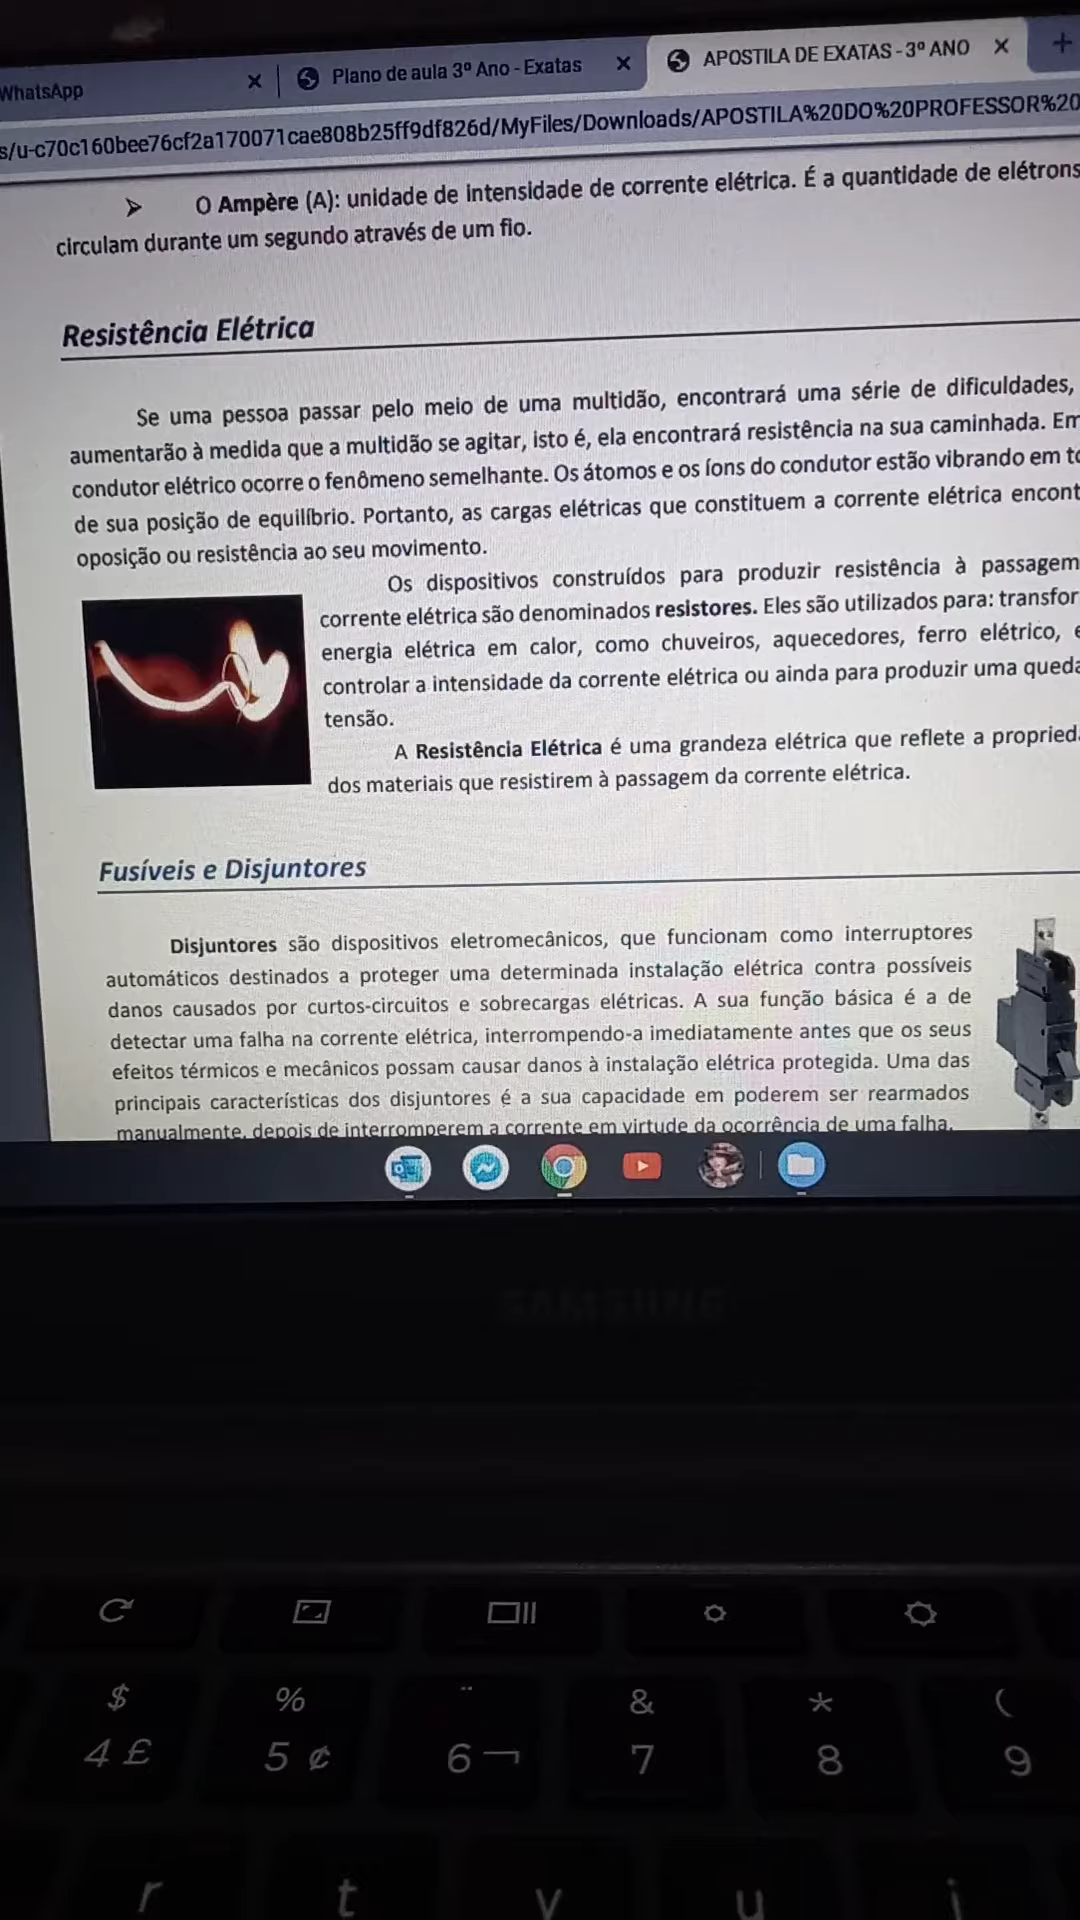 WhatsApp
Plano de aula 3º Ano - Exatas
APOSTILA DE EXATAS - 3º ANO
s/u-c70c160bee76cf2a170071cae808b25ff9df826d/MyFiles/Downloads/APOSTILA%20DO%20PROFESSOR%20
➢ O Ampère (A): unidade de intensidade de corrente elétrica. É a quantidade de elétrons
circulam durante um segundo através de um fio.
Resistência Elétrica
Se uma pessoa passar pelo meio de uma multidão, encontrará uma série de dificuldades,
aumentarão à medida que a multidão se agitar, isto é, ela encontrará resistência na sua caminhada. Em
condutor elétrico ocorre o fenômeno semelhante. Os átomos e os íons do condutor estão vibrando em to
de sua posição de equilíbrio. Portanto, as cargas elétricas que constituem a corrente elétrica encont
oposição ou resistência ao seu movimento.
Os dispositivos construídos para produzir resistência à passagem
corrente elétrica são denominados resistores. Eles são utilizados para: transfor
energia elétrica em calor, como chuveiros, aquecedores, ferro elétrico, e
controlar a intensidade da corrente elétrica ou ainda para produzir uma queda
tensão.
A Resistência Elétrica é uma grandeza elétrica que reflete a proprieda
dos materiais que resistirem à passagem da corrente elétrica.
Fusíveis e Disjuntores
Disjuntores são dispositivos eletromecânicos, que funcionam como interruptores
automáticos destinados a proteger uma determinada instalação elétrica contra possíveis
danos causados por curtos-circuitos e sobrecargas elétricas. A sua função básica é a de
detectar uma falha na corrente elétrica, interrompendo-a imediatamente antes que os seus
efeitos térmicos e mecânicos possam causar danos à instalação elétrica protegida. Uma das
principais características dos disjuntores é a sua capacidade em poderem ser rearmados
manualmente, depois de interromperem a corrente em virtude da ocorrência de uma falha.
SAMSUNG
$ % ¨ & * (
4 £ 5 ¢ 6 ¬ 7 8 9
r t y u i